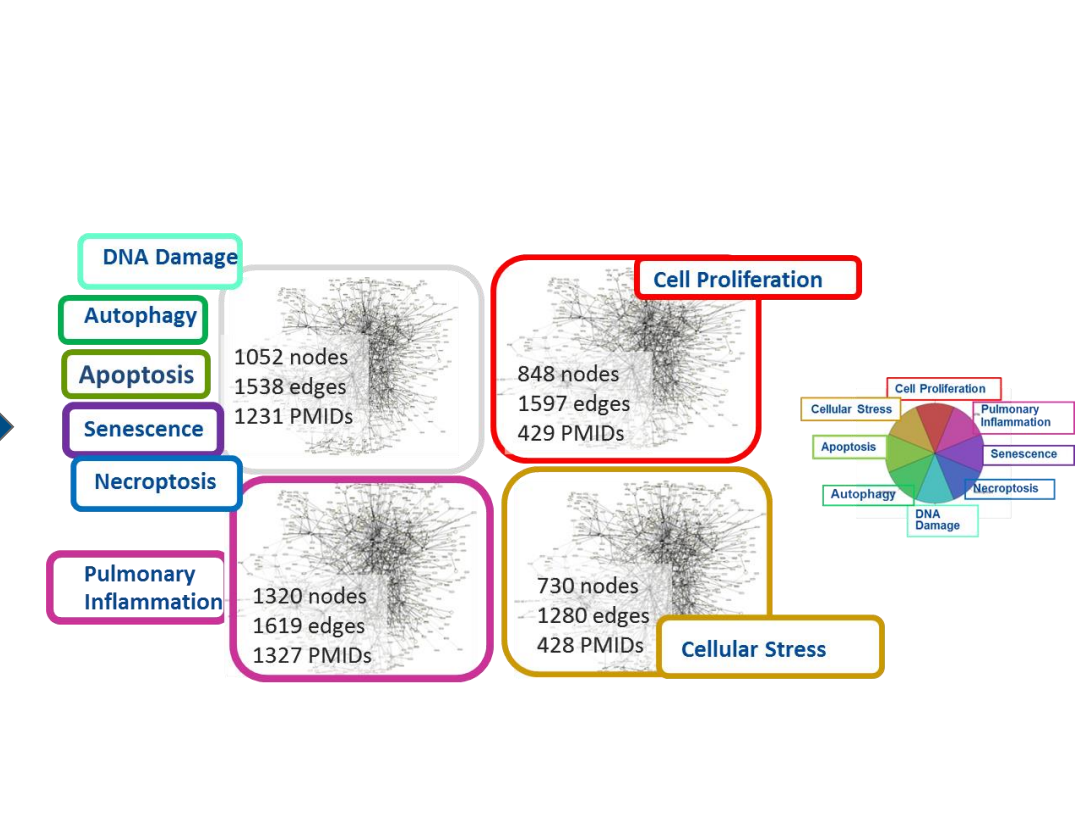 DNA Damage
Autophagy
Apoptosis
Senescence
Necroptosis
1052 nodes
1538 edges
1231 PMIDs
Cell Proliferation
848 nodes
1597 edges
429 PMIDs
Pulmonary
Inflammation
1320 nodes
1619 edges
1327 PMIDs
730 nodes
1280 edges
428 PMIDs
Cellular Stress
Cell Proliferation
Cellular Stress
Pulmonary
Inflammation
Apoptosis
Senescence
Autophagy
Necroptosis
DNA
Damage